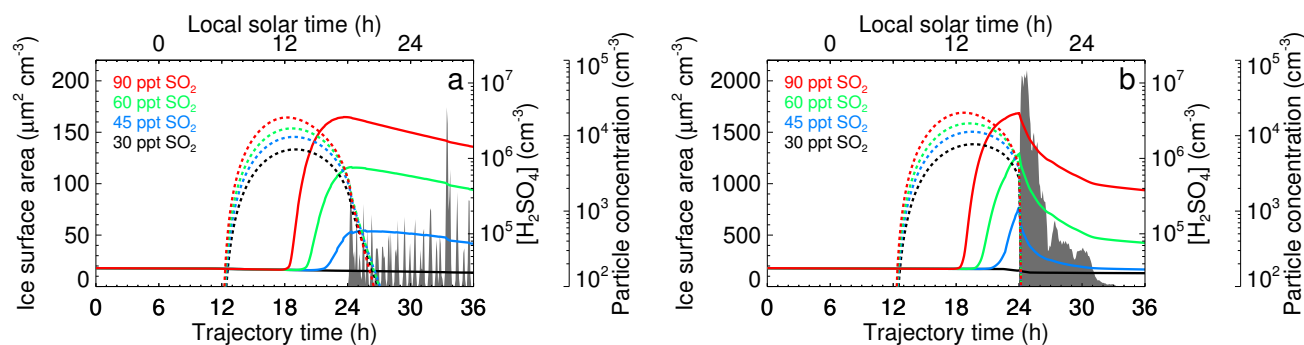 Local solar time (h)
0 12 24
Ice surface area (µm² cm⁻³)
200
150
100
50
0
90 ppt SO₂
60 ppt SO₂
45 ppt SO₂
30 ppt SO₂
a
10⁷
10⁶
10⁵
[H₂SO₄] (cm⁻³)
10⁵
10⁴
10³
10²
Particle concentration (cm⁻³)
0 6 12 18 24 30 36
Trajectory time (h)
Local solar time (h)
0 12 24
Ice surface area (µm² cm⁻³)
2000
1500
1000
500
0
90 ppt SO₂
60 ppt SO₂
45 ppt SO₂
30 ppt SO₂
b
10⁷
10⁶
10⁵
[H₂SO₄] (cm⁻³)
10⁵
10⁴
10³
10²
Particle concentration (cm⁻³)
0 6 12 18 24 30 36
Trajectory time (h)